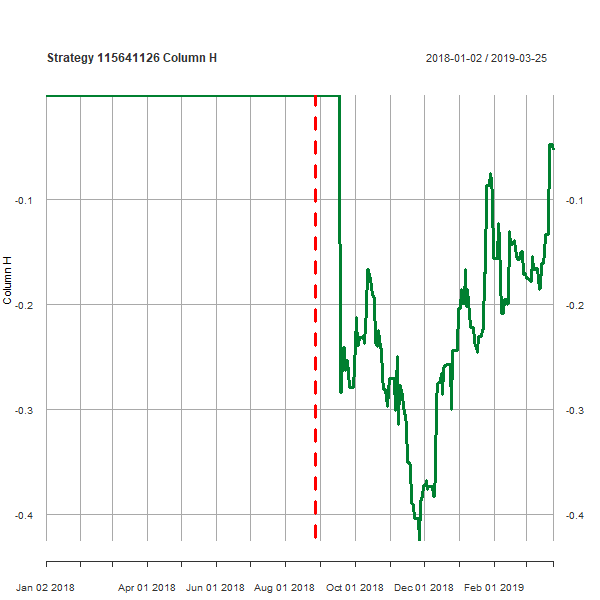 Strategy 115641126 Column H
2018-01-02 / 2019-03-25
-0.1 -0.1
-0.2 -0.2
Column H
-0.3 -0.3
-0.4 -0.4
Jan 02 2018 Apr 01 2018 Jun 01 2018 Aug 01 2018 Oct 01 2018 Dec 01 2018 Feb 01 2019